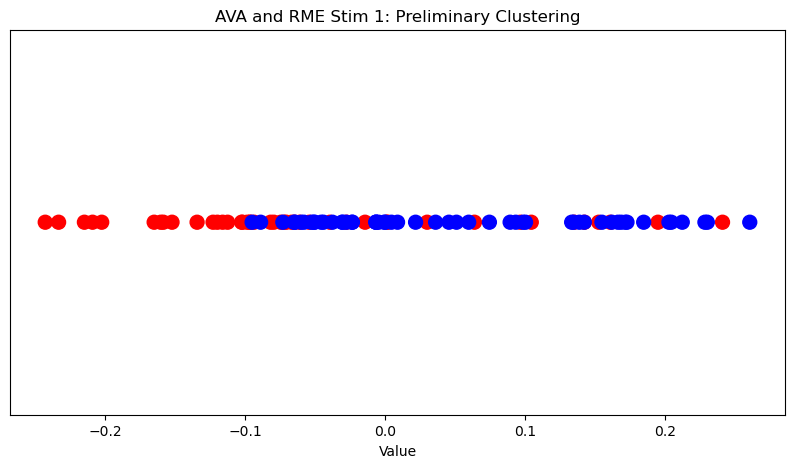 AVA and RME Stim 1: Preliminary Clustering
−0.2 −0.1 0.0 0.1 0.2
Value